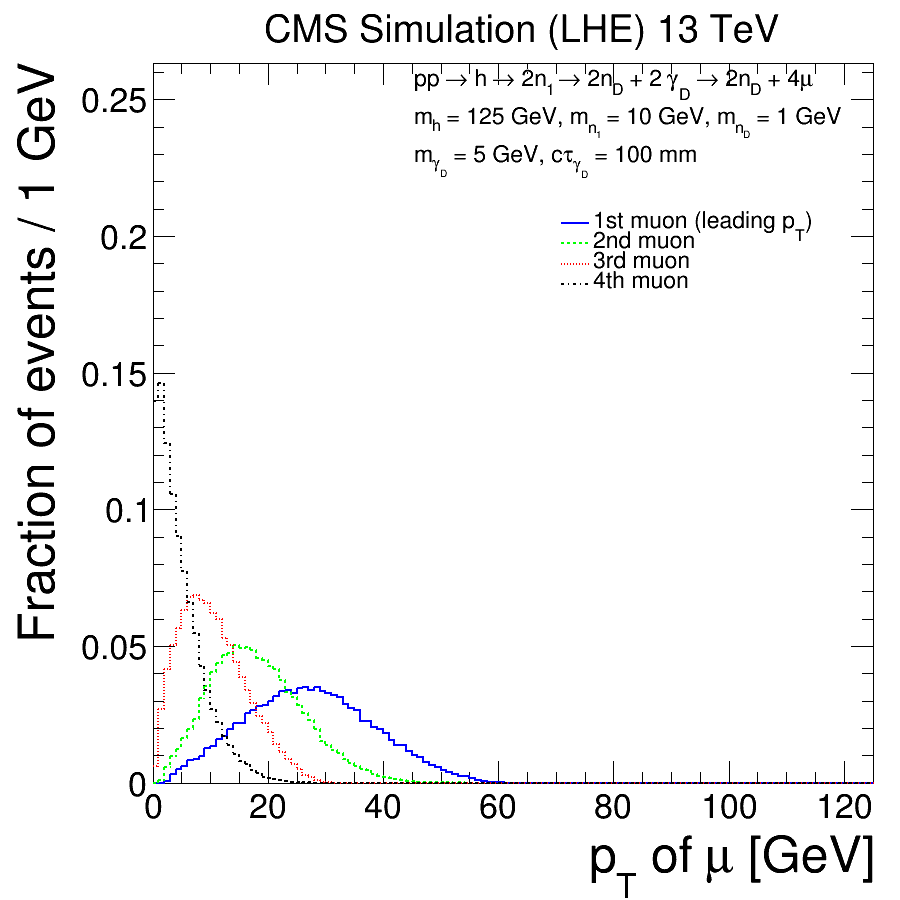 CMS Simulation (LHE) 13 TeV
Fraction of events / 1 GeV
pp → h → 2n1 → 2nD + 2 γD → 2nD + 4μ
mh = 125 GeV, mn1 = 10 GeV, mnD = 1 GeV
mγD = 5 GeV, cτγD = 100 mm
1st muon (leading pT)
2nd muon
3rd muon
4th muon
0.25
0.2
0.15
0.1
0.05
0
0 20 40 60 80 100 120
pT of μ [GeV]